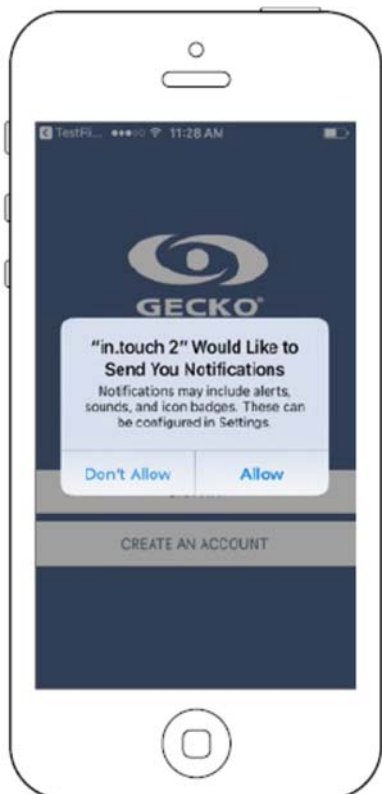 TestFli... 11:28 AM
GECKO
"in.touch 2" Would Like to
Send You Notifications
Notifications may include alerts,
sounds, and icon badges. These can
be configured in Settings.
Don't Allow Allow
CREATE AN ACCOUNT